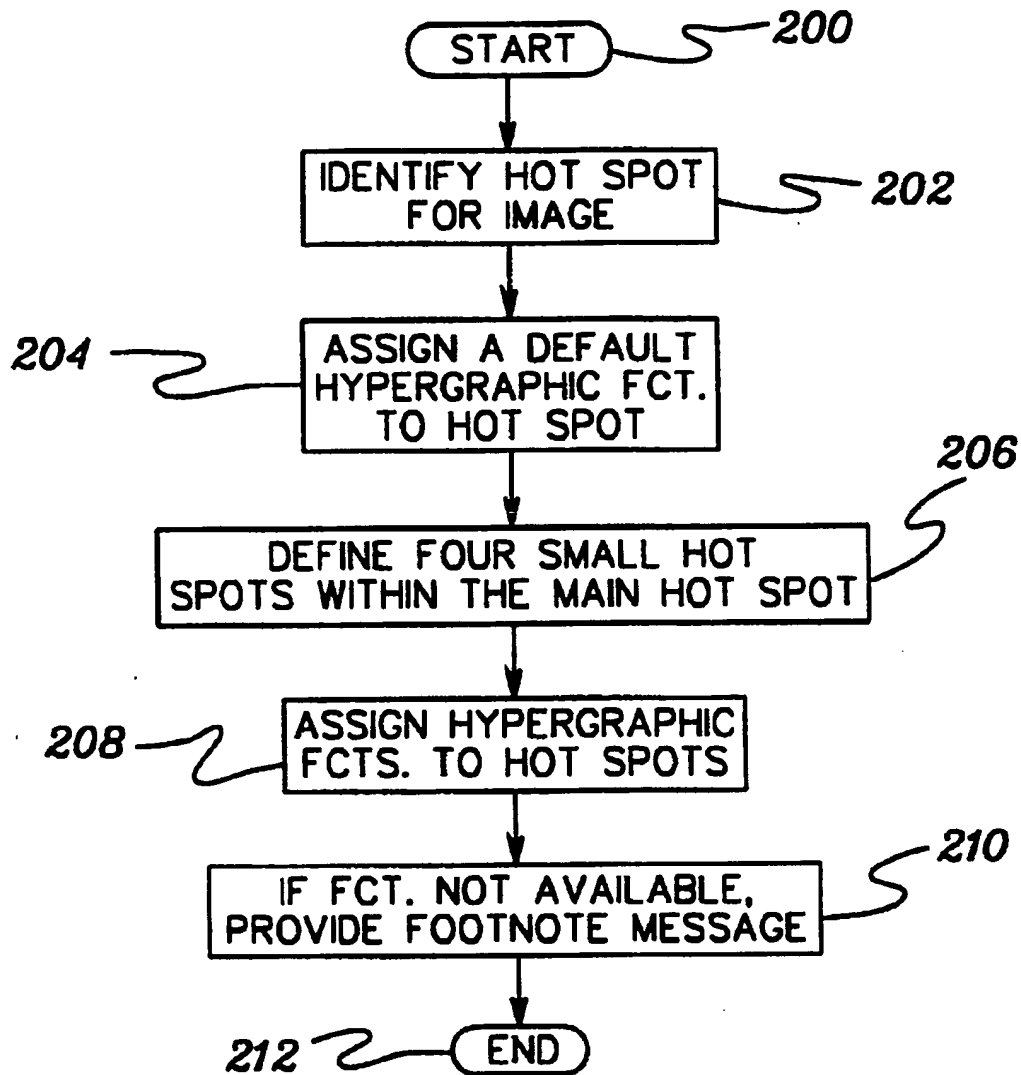 START
200
IDENTIFY HOT SPOT
FOR IMAGE
202
204
ASSIGN A DEFAULT
HYPERGRAPHIC FCT.
TO HOT SPOT
206
DEFINE FOUR SMALL HOT
SPOTS WITHIN THE MAIN HOT SPOT
208
ASSIGN HYPERGRAPHIC
FCTS. TO HOT SPOTS
210
IF FCT. NOT AVAILABLE,
PROVIDE FOOTNOTE MESSAGE
212
END